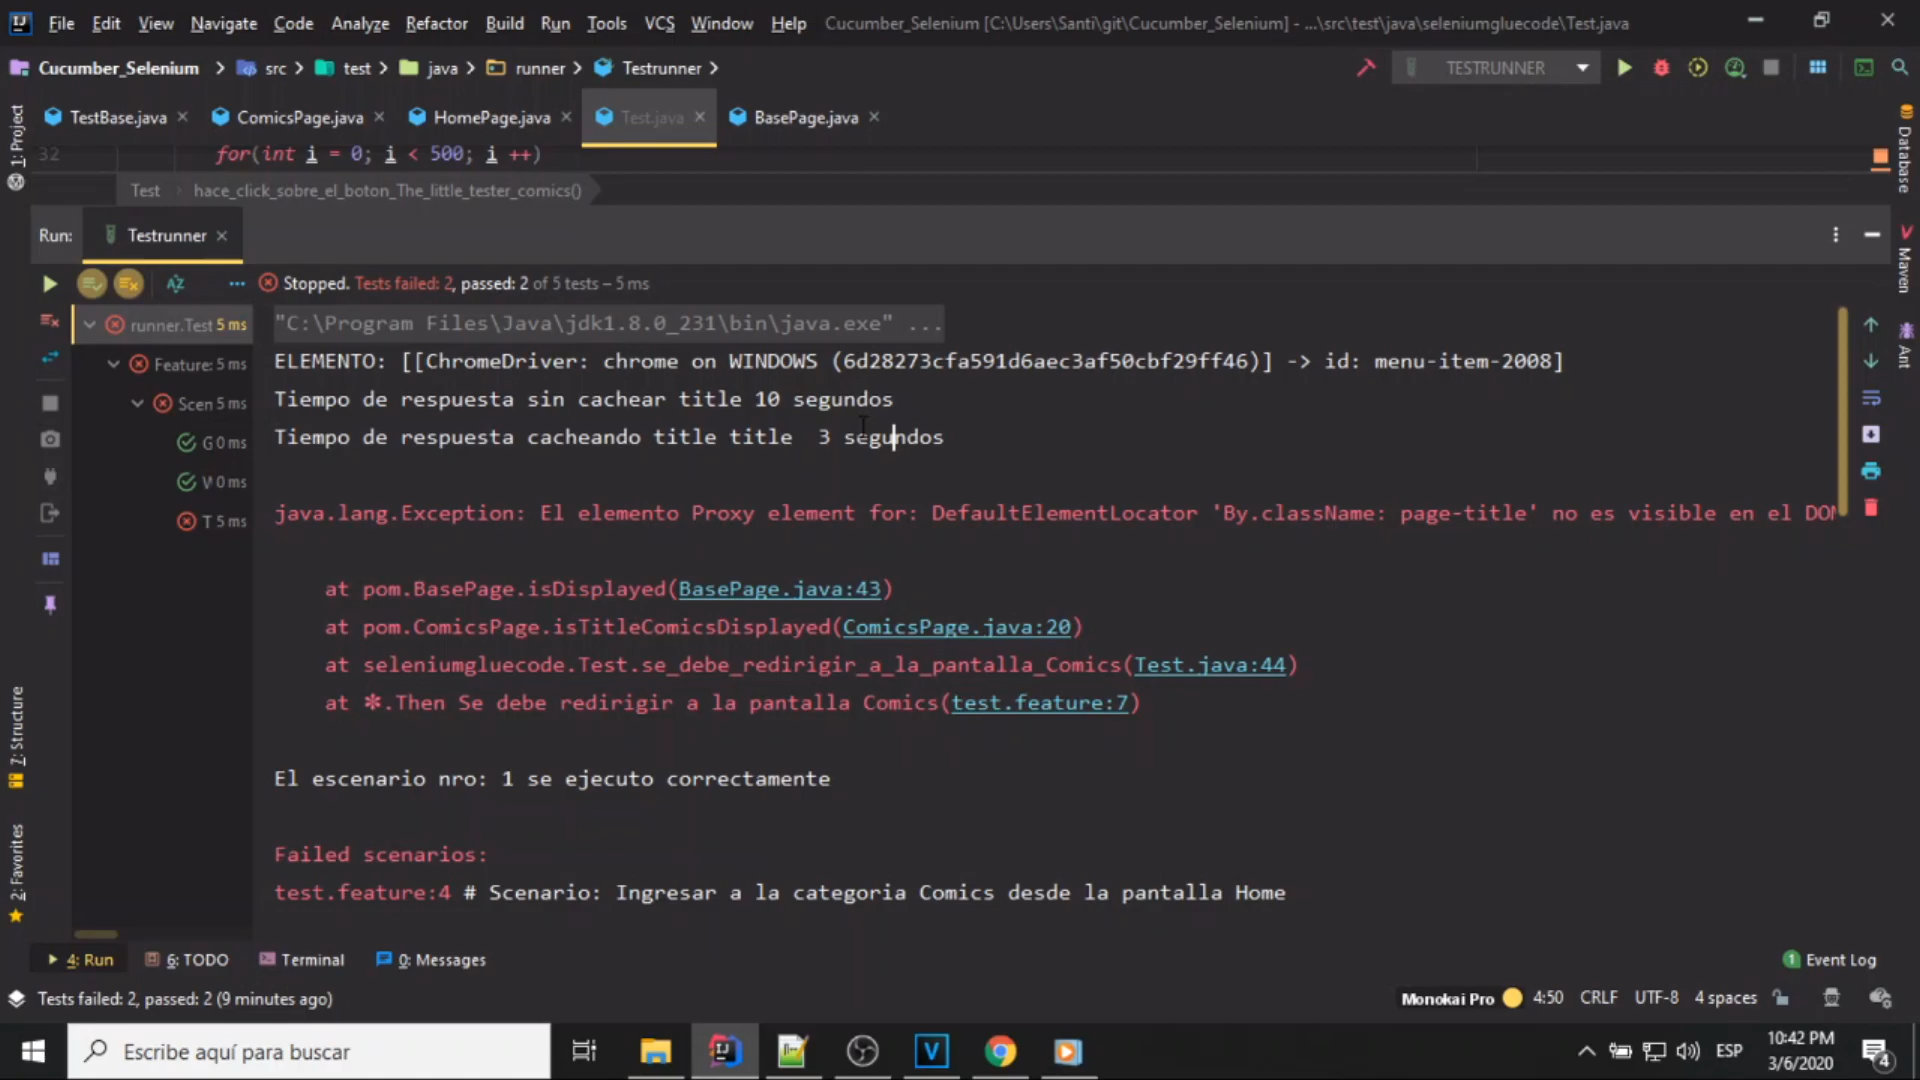 File Edit View Navigate Code Analyze Refactor Build Run Tools VCS Window Help Cucumber_Selenium [C:\Users\Santi\git\Cucumber_Selenium] - ...\src\test\java\seleniumgluecode\Test.java
Cucumber_Selenium src test java runner Testrunner TESTRUNNER
TestBase.java ComicsPage.java HomePage.java Test.java BasePage.java
1: Project
Database
32 for(int i = 0; i < 500; i ++)
Test hace_click_sobre_el_boton_The_little_tester_comics()
Run: Testrunner
Maven
Stopped. Tests failed: 2, passed: 2 of 5 tests – 5 ms
runner.Test 5 ms "C:\Program Files\Java\jdk1.8.0_231\bin\java.exe" ...
Ant
Feature: 5 ms ELEMENTO: [[ChromeDriver: chrome on WINDOWS (6d28273cfa591d6aec3af50cbf29ff46)] -> id: menu-item-2008]
Scen 5 ms Tiempo de respuesta sin cachear title 10 segundos
G 0 ms Tiempo de respuesta cacheando title title  3 segundos
V 0 ms
T 5 ms java.lang.Exception: El elemento Proxy element for: DefaultElementLocator 'By.className: page-title' no es visible en el DOM
at pom.BasePage.isDisplayed(BasePage.java:43)
at pom.ComicsPage.isTitleComicsDisplayed(ComicsPage.java:20)
at seleniumgluecode.Test.se_debe_redirigir_a_la_pantalla_Comics(Test.java:44)
at ✽.Then Se debe redirigir a la pantalla Comics(test.feature:7)
7: Structure
El escenario nro: 1 se ejecuto correctamente
2: Favorites
Failed scenarios:
test.feature:4 # Scenario: Ingresar a la categoria Comics desde la pantalla Home
4: Run 6: TODO Terminal 0: Messages 1 Event Log
Tests failed: 2, passed: 2 (9 minutes ago) Monokai Pro 4:50 CRLF UTF-8 4 spaces
Escribe aquí para buscar ESP 10:42 PM
3/6/2020 4